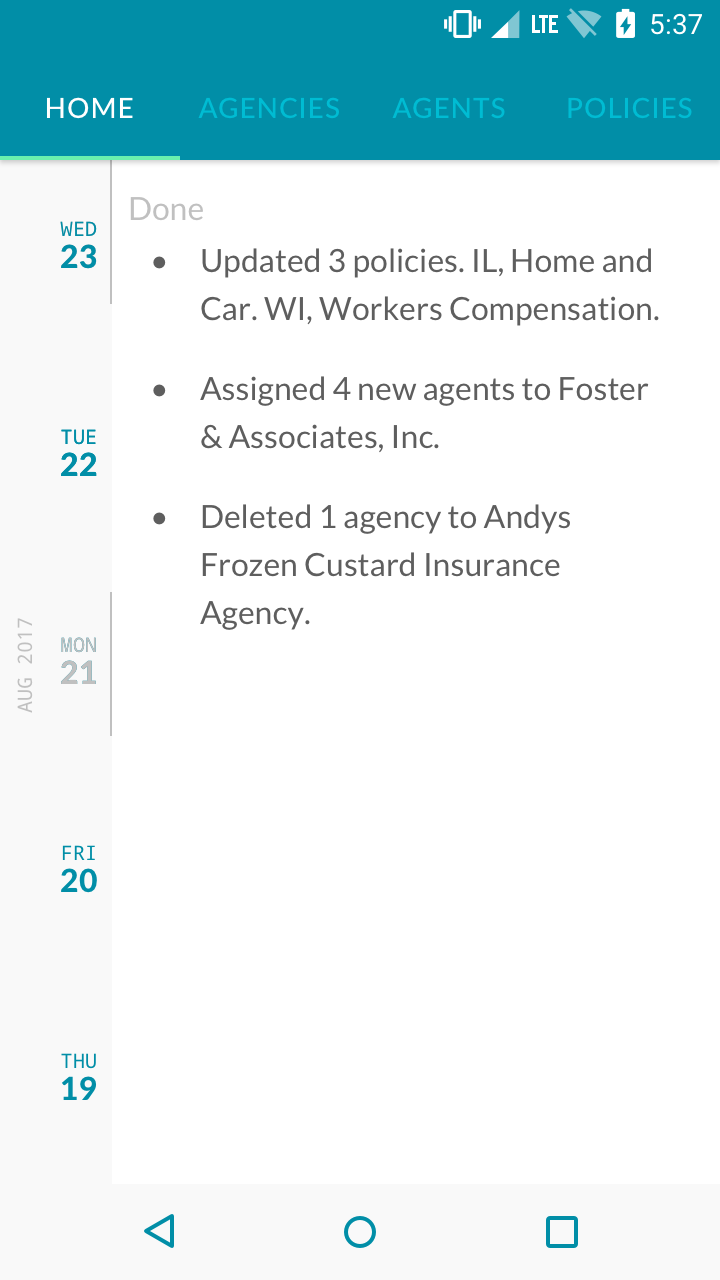 LTE 5:37
HOME AGENCIES AGENTS POLICIES
Done
WED
23
• Updated 3 policies. IL, Home and
Car. WI, Workers Compensation.
• Assigned 4 new agents to Foster
& Associates, Inc.
TUE
22
• Deleted 1 agency to Andys
Frozen Custard Insurance
Agency.
AUG 2017
MON
21
FRI
20
THU
19